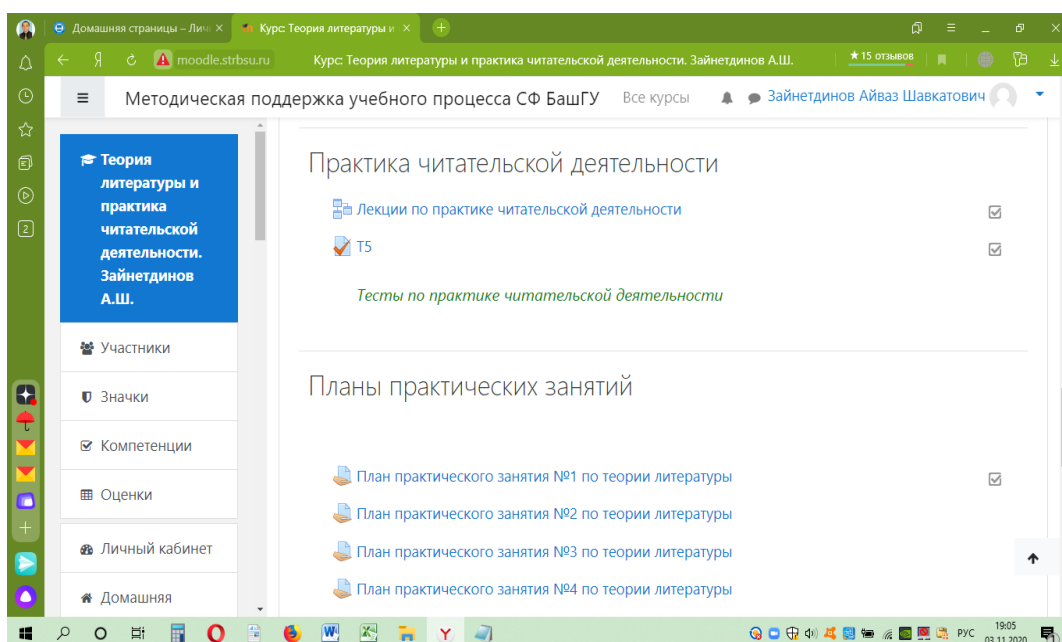 Домашняя страницы – Лич
Курс: Теория литературы и
moodle.strbsu.ru
Курс: Теория литературы и практика читательской деятельности. Зайнетдинов А.Ш.
★ 15 отзывов
Методическая поддержка учебного процесса СФ БашГУ
Все курсы
Зайнетдинов Айваз Шавкатович
Теория
литературы и
практика
читательской
деятельности.
Зайнетдинов
А.Ш.
Участники
Значки
Компетенции
Оценки
Личный кабинет
Домашняя
Практика читательской деятельности
Лекции по практике читательской деятельности
Т5
Тесты по практике читательской деятельности
Планы практических занятий
План практического занятия №1 по теории литературы
План практического занятия №2 по теории литературы
План практического занятия №3 по теории литературы
План практического занятия №4 по теории литературы
РУС
19:05
03.11.2020